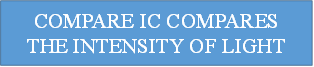 COMPARE IC COMPARES
THE INTENSITY OF LIGHT